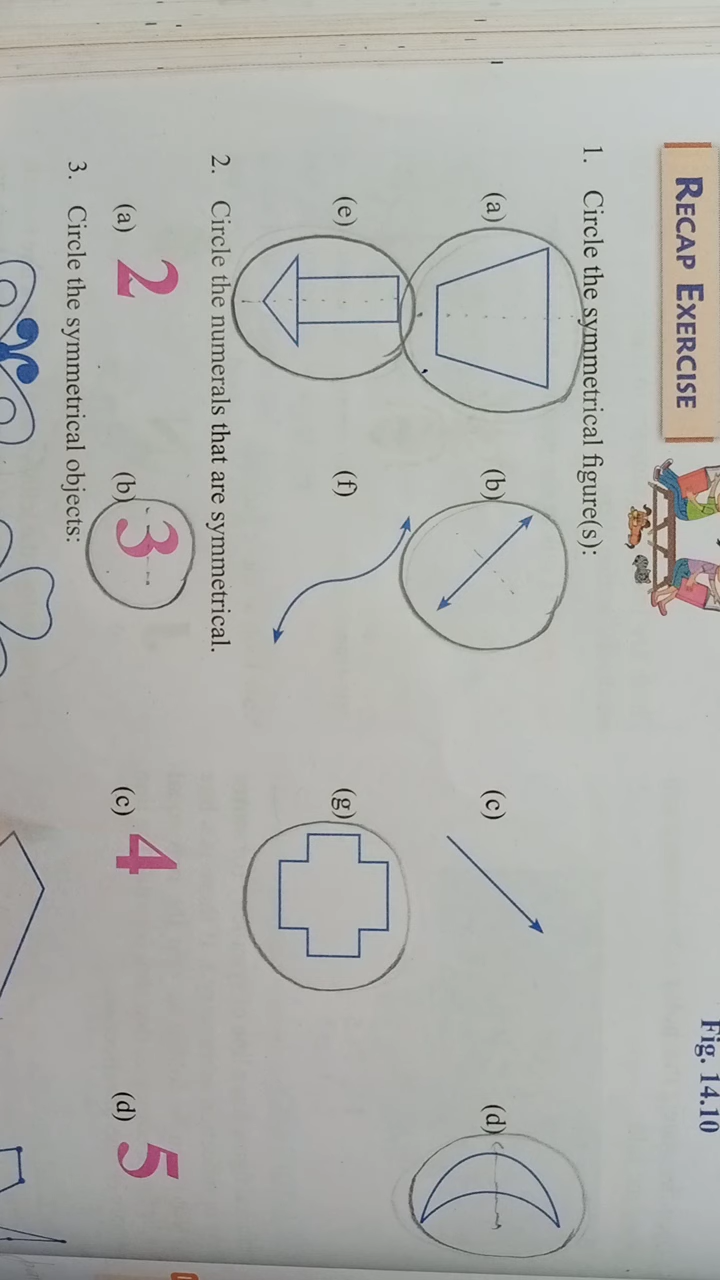 Fig. 14.10
RECAP EXERCISE
1. Circle the symmetrical figure(s):
(a) (b) (c) (d)
(e) (f) (g)
2. Circle the numerals that are symmetrical.
(a) 2 (b) 3 (c) 4 (d) 5
3. Circle the symmetrical objects: